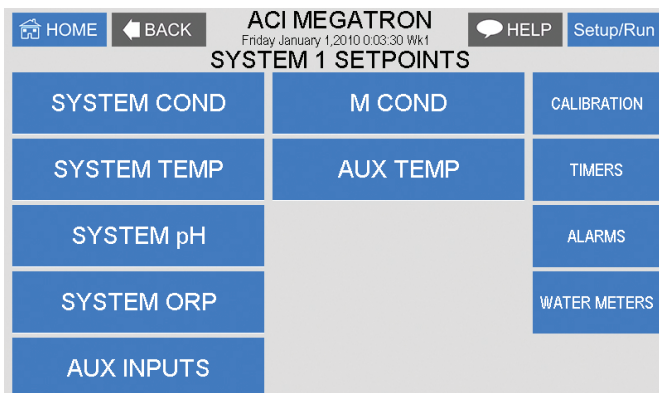 HOME
BACK
ACI MEGATRON
Friday January 1,2010 0:03:30 Wk1
HELP
Setup/Run
SYSTEM 1 SETPOINTS
SYSTEM COND
M COND
CALIBRATION
SYSTEM TEMP
AUX TEMP
TIMERS
SYSTEM pH
ALARMS
SYSTEM ORP
WATER METERS
AUX INPUTS